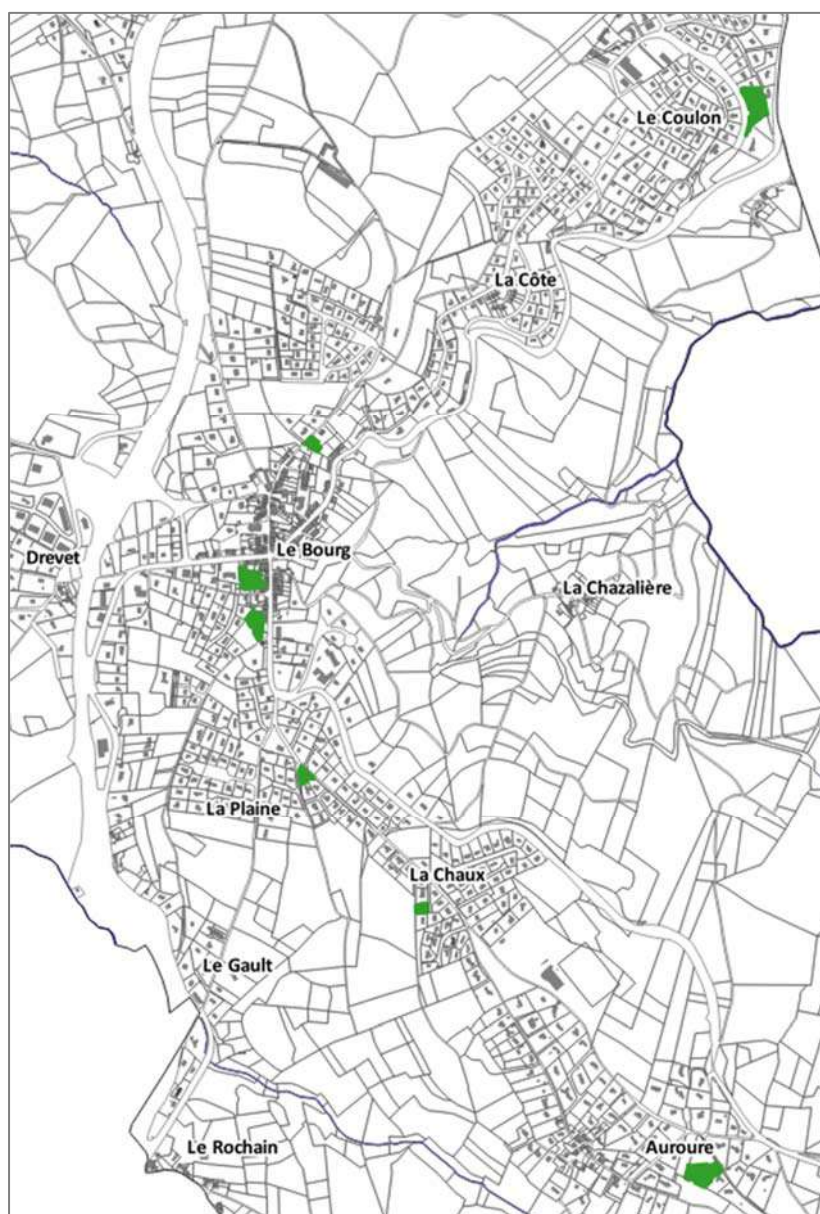 Le Coulon
La Côte
Drevet
Le Bourg
La Chazalière
La Plaine
La Chaux
Le Gault
Le Rochain
Auroure